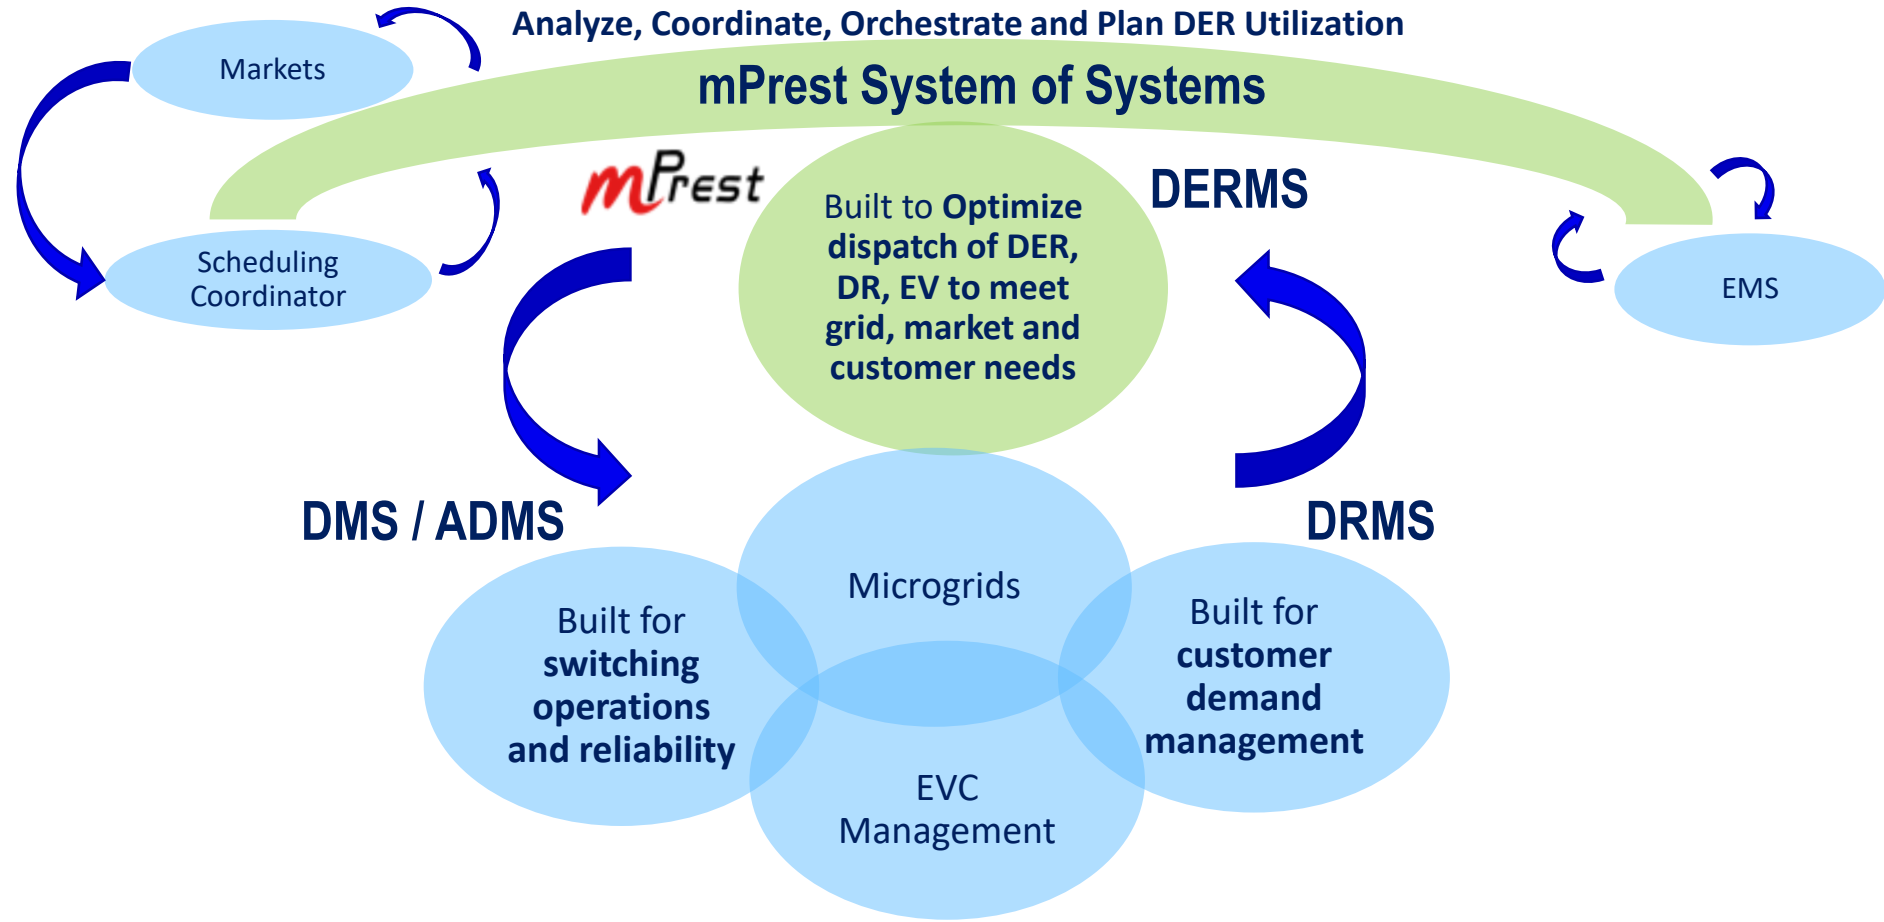 Analyze, Coordinate, Orchestrate and Plan DER Utilization
mPrest System of Systems
Markets
Scheduling
Coordinator
mPrest
DERMS
Built to Optimize
dispatch of DER,
DR, EV to meet
grid, market and
customer needs
EMS
DMS / ADMS
DRMS
Built for
switching
operations
and reliability
Microgrids
Built for
customer
demand
management
EVC
Management